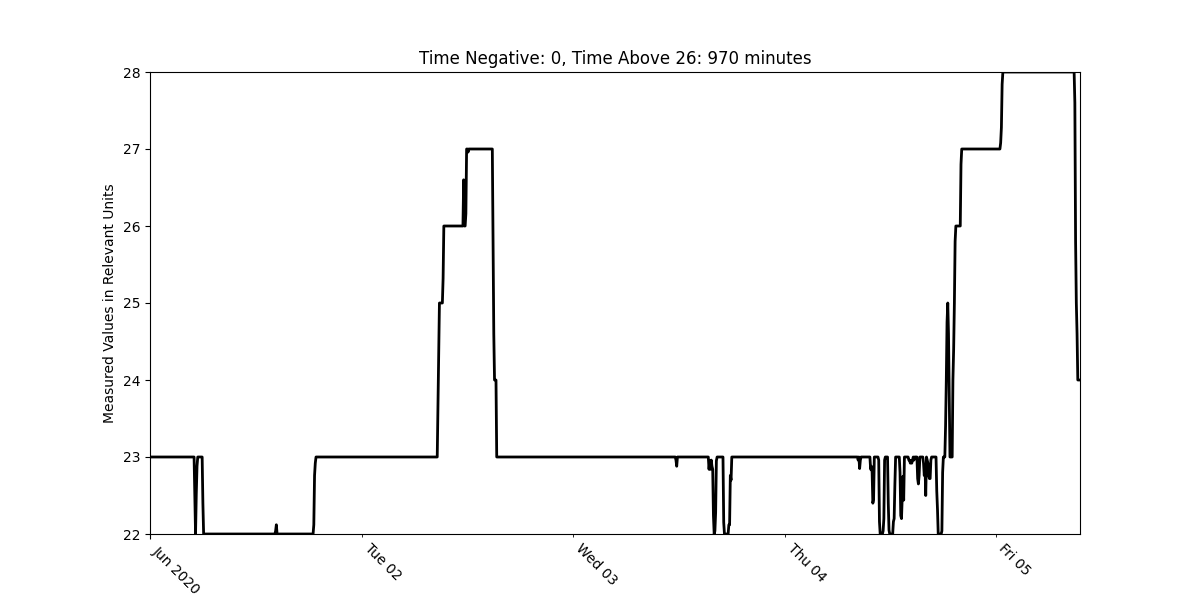 Time Negative: 0, Time Above 26: 970 minutes
Measured Values in Relevant Units
28
27
26
25
24
23
22
Jun 2020
Tue 02
Wed 03
Thu 04
Fri 05